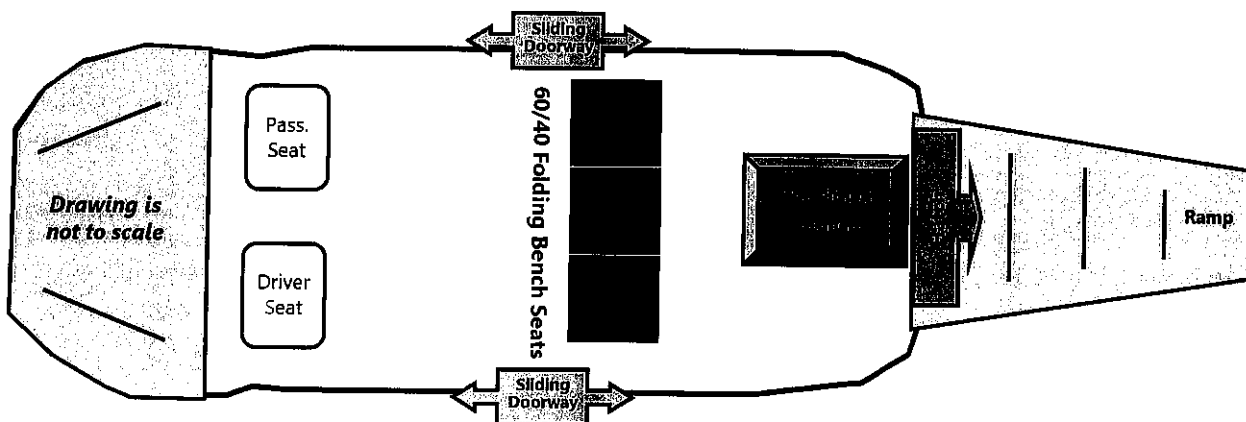 Sliding
Doorway
Pass.
Seat
60/40 Folding Bench Seats
Drawing is
not to scale
Driver
Seat
Ramp
Sliding
Doorway